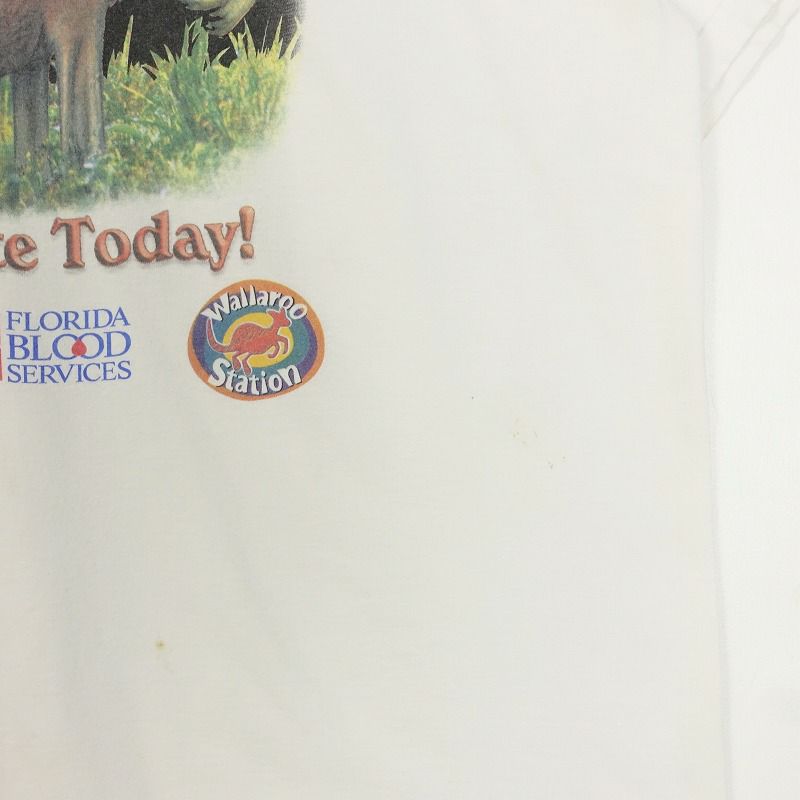 te Today!
FLORIDA
BLOOD
SERVICES
Wallaroo
Station